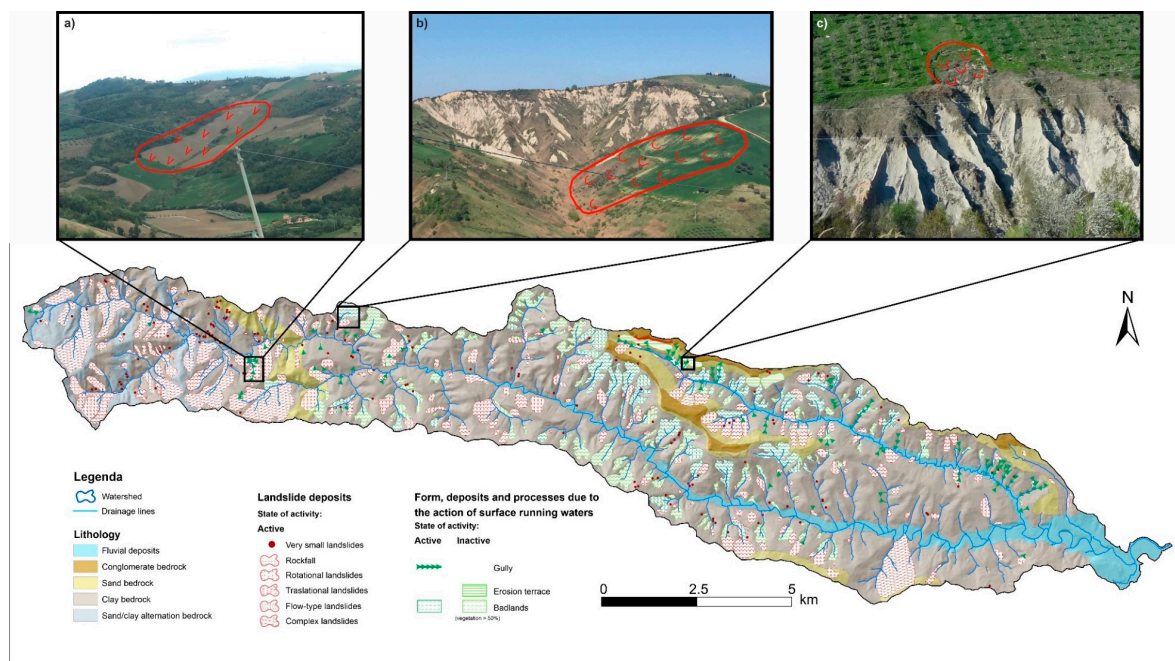 a)
b)
c)
N
Legenda
Watershed
Drainage lines
Lithology
Fluvial deposits
Conglomerate bedrock
Sand bedrock
Clay bedrock
Sand/clay alternation bedrock
Landslide deposits
State of activity:
Active
Very small landslides
Rockfall
Rotational landslides
Traslational landslides
Flow-type landslides
Complex landslides
Form, deposits and processes due to
the action of surface running waters
State of activity:
Active Inactive
Gully
Erosion terrace
Badlands
(vegetation > 50%)
0 2.5 5
km